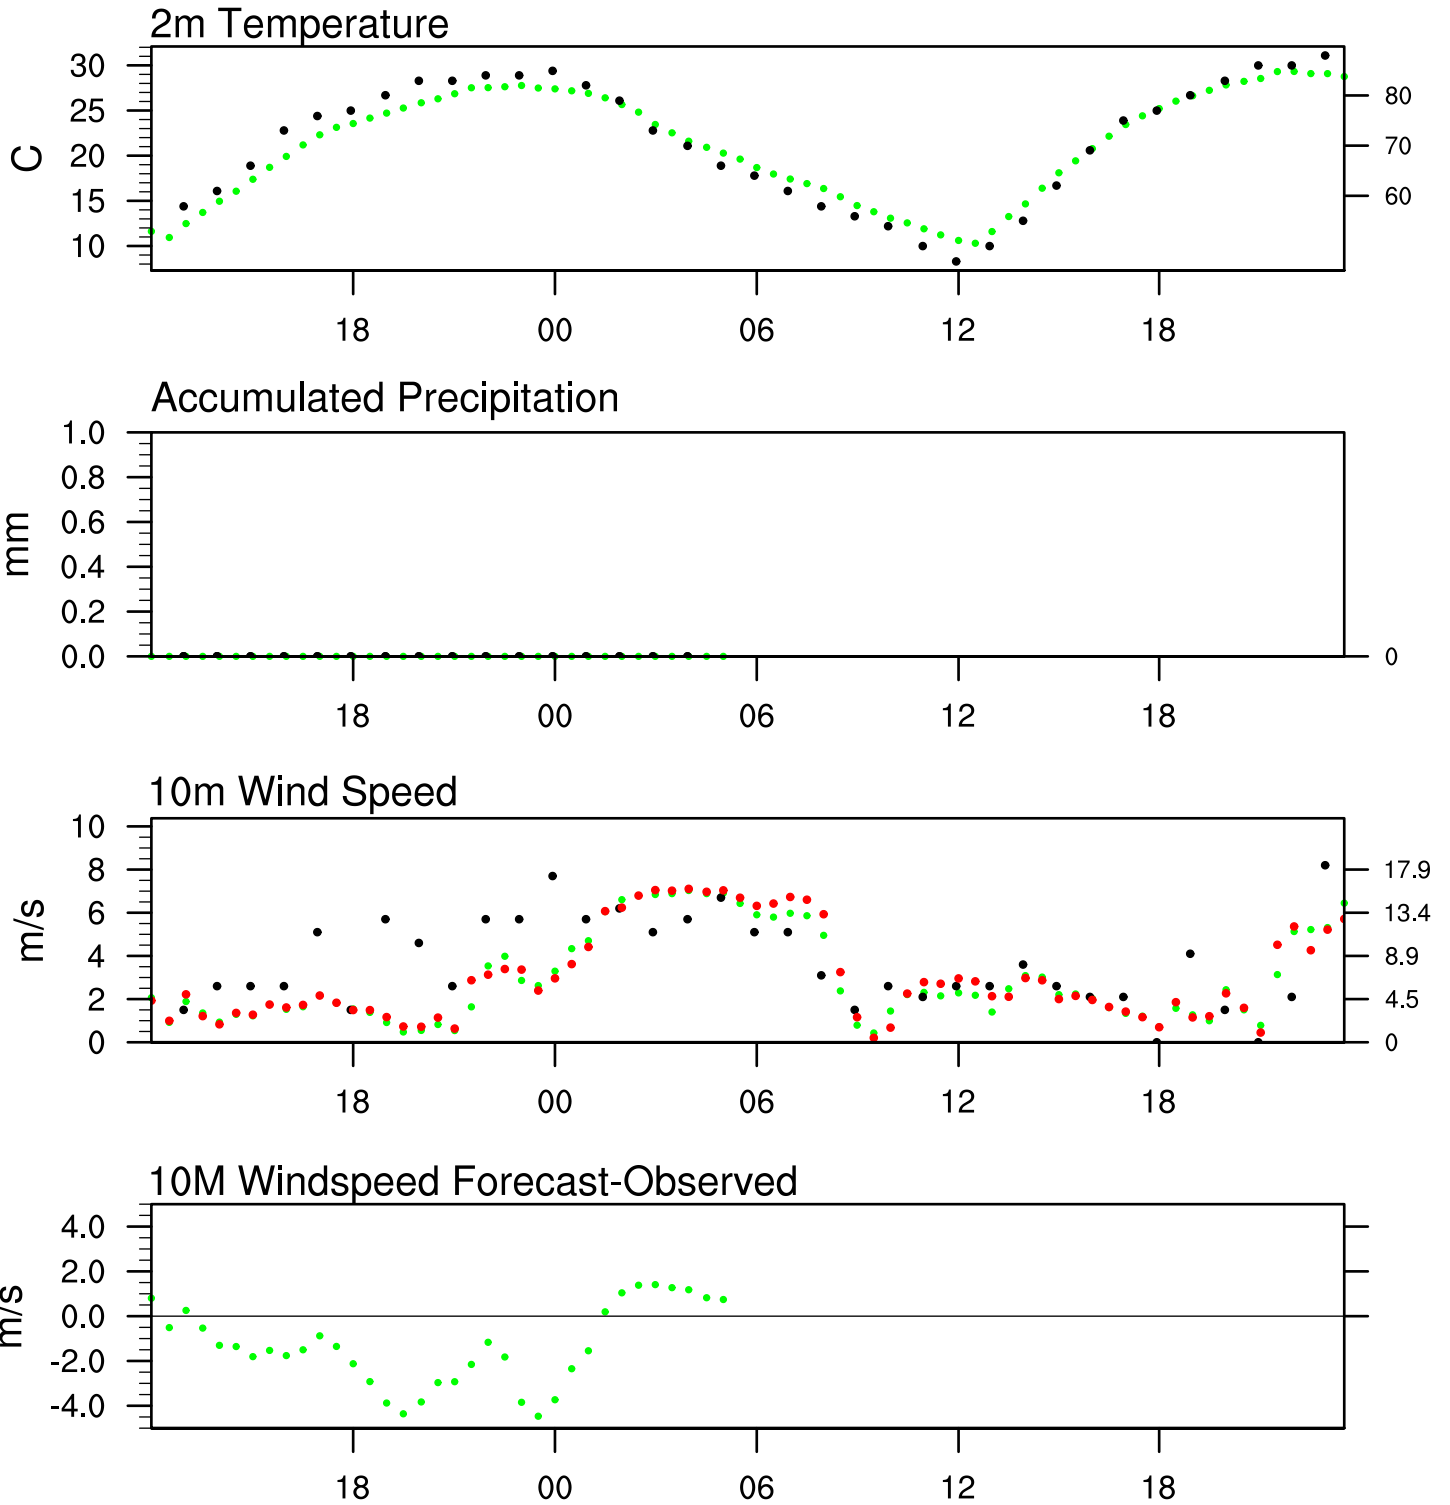 2m Temperature
30
25
20
15
10
C
80
70
60
18 00 06 12 18
Accumulated Precipitation
1.0
0.8
0.6
0.4
0.2
0.0
mm
0
18 00 06 12 18
10m Wind Speed
10
8
6
4
2
0
m/s
17.9
13.4
8.9
4.5
0
18 00 06 12 18
10M Windspeed Forecast-Observed
4.0
2.0
0.0
-2.0
-4.0
m/s
18 00 06 12 18